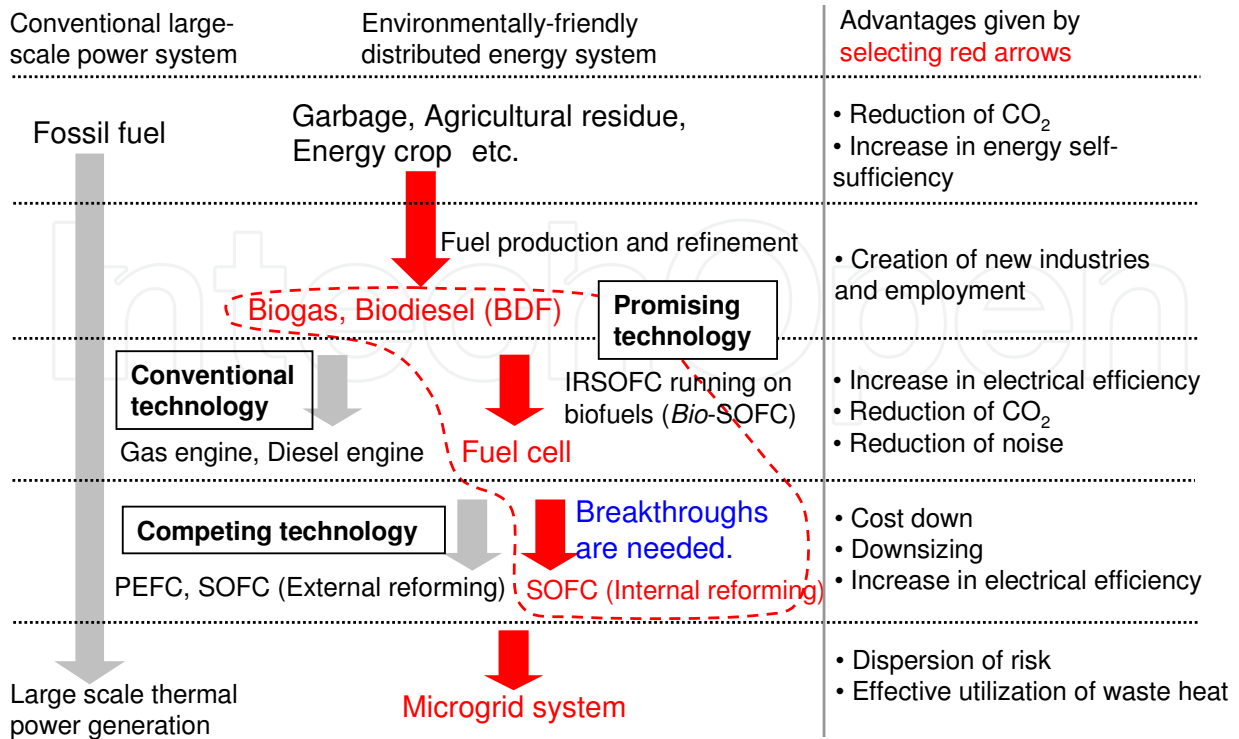 Conventional large-
scale power system
Environmentally-friendly
distributed energy system
Advantages given by
selecting red arrows
Fossil fuel
Garbage, Agricultural residue,
Energy crop etc.
• Reduction of CO₂
• Increase in energy self-
sufficiency
Fuel production and refinement
• Creation of new industries
and employment
Biogas, Biodiesel (BDF)
Promising
technology
Conventional
technology
IRSOFC running on
biofuels (Bio-SOFC)
Gas engine, Diesel engine
Fuel cell
• Increase in electrical efficiency
• Reduction of CO₂
• Reduction of noise
Competing technology
Breakthroughs
are needed.
PEFC, SOFC (External reforming)
SOFC (Internal reforming)
• Cost down
• Downsizing
• Increase in electrical efficiency
Large scale thermal
power generation
Microgrid system
• Dispersion of risk
• Effective utilization of waste heat
IntechOpen